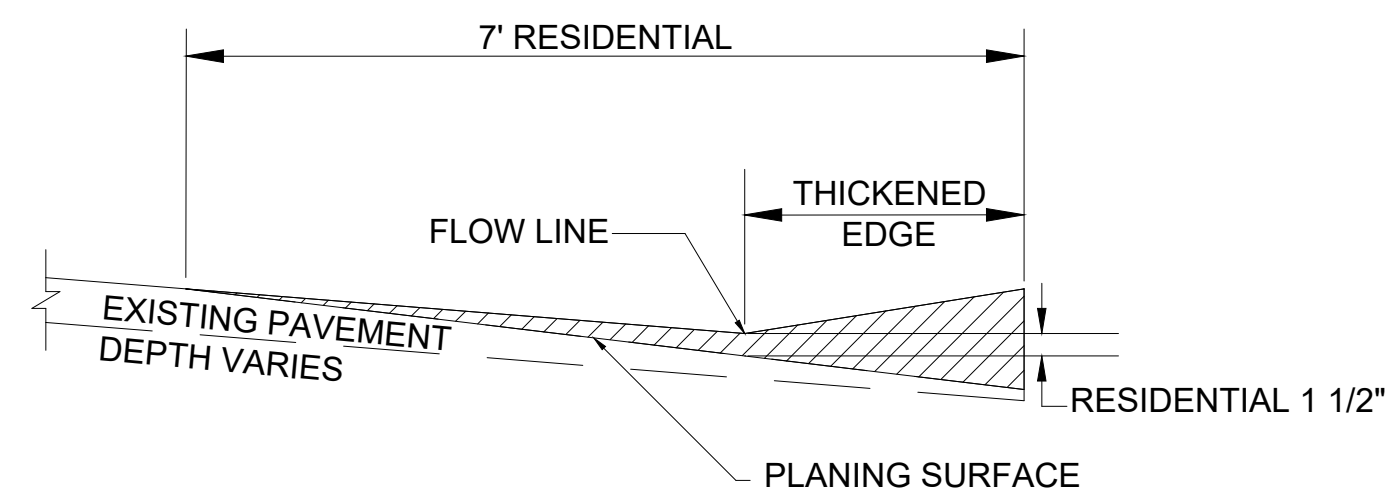 7' RESIDENTIAL
THICKENED
EDGE
FLOW LINE
EXISTING PAVEMENT
DEPTH VARIES
RESIDENTIAL 1 1/2"
PLANING SURFACE